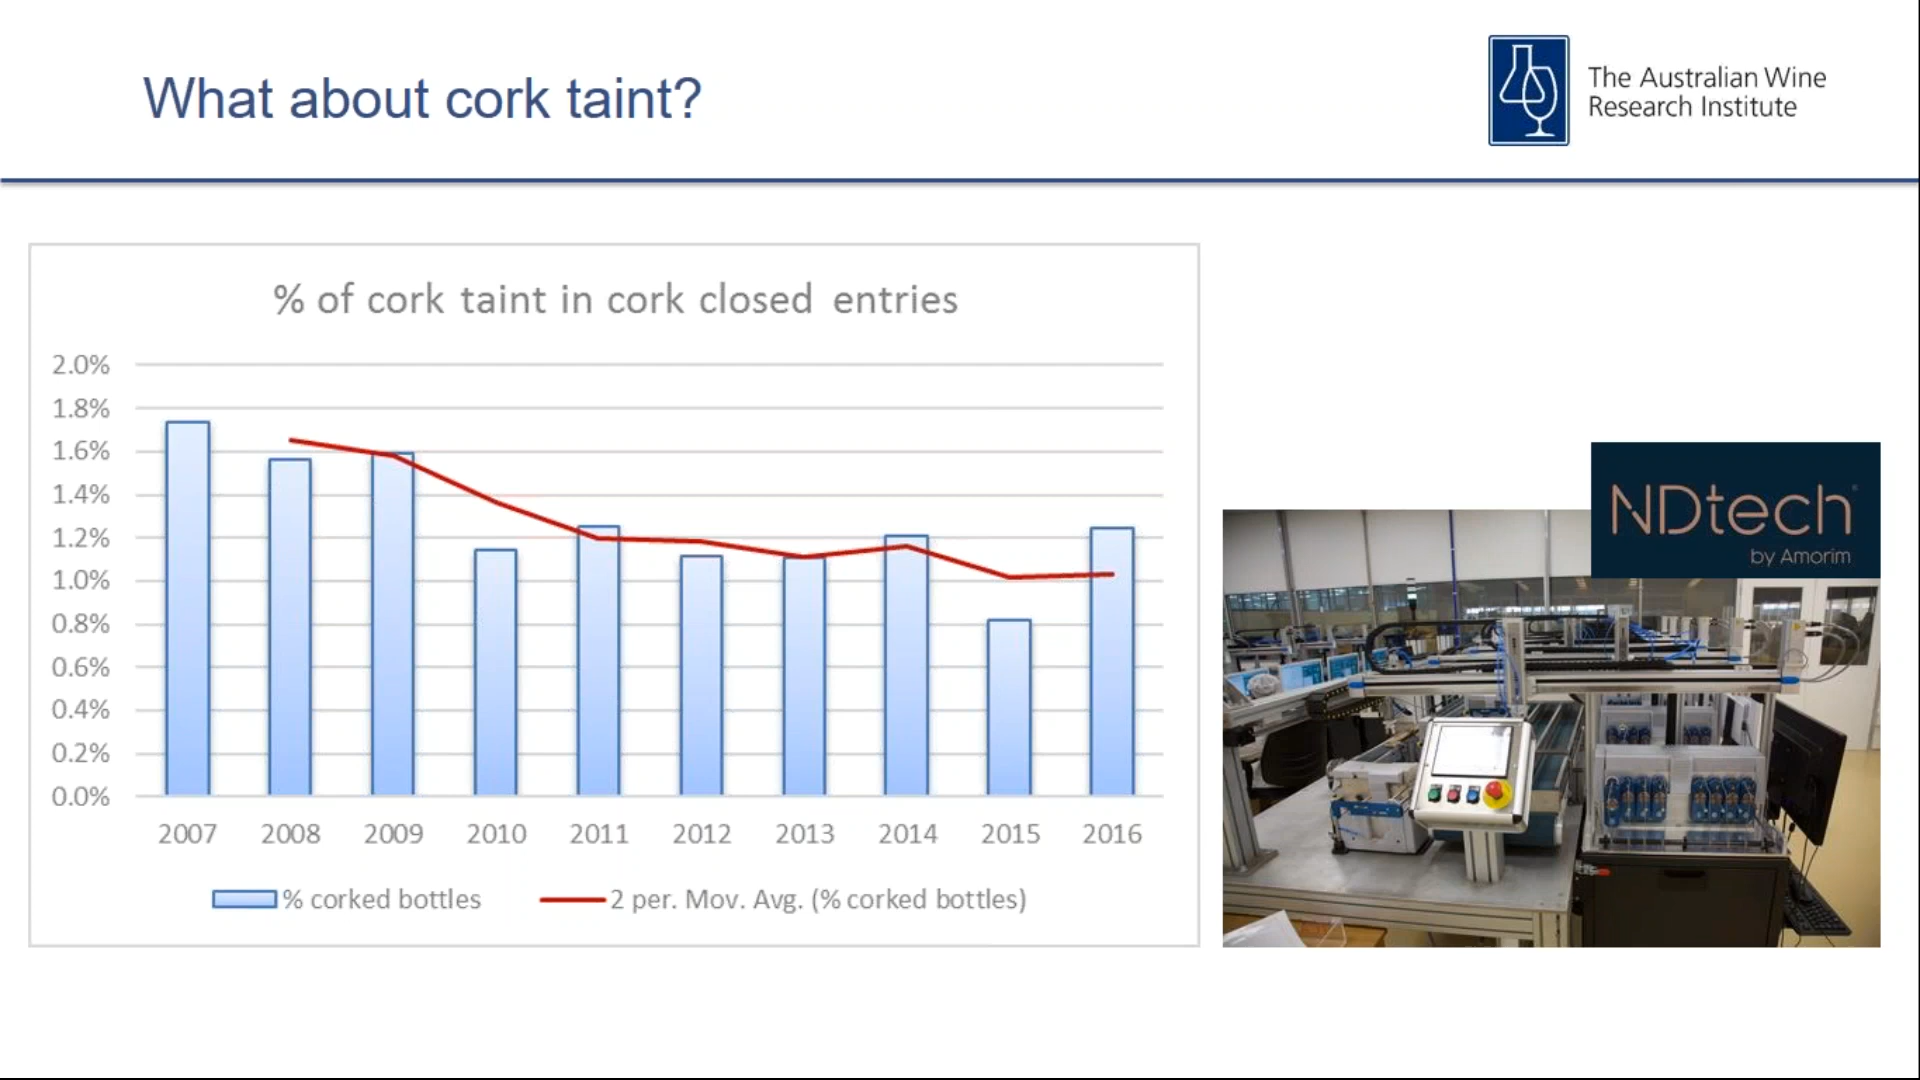 What about cork taint?
The Australian Wine
Research Institute
% of cork taint in cork closed entries
2.0%
1.8%
1.6%
1.4%
1.2%
1.0%
0.8%
0.6%
0.4%
0.2%
0.0%
2007 2008 2009 2010 2011 2012 2013 2014 2015 2016
% corked bottles 2 per. Mov. Avg. (% corked bottles)
NDtech
by Amorim